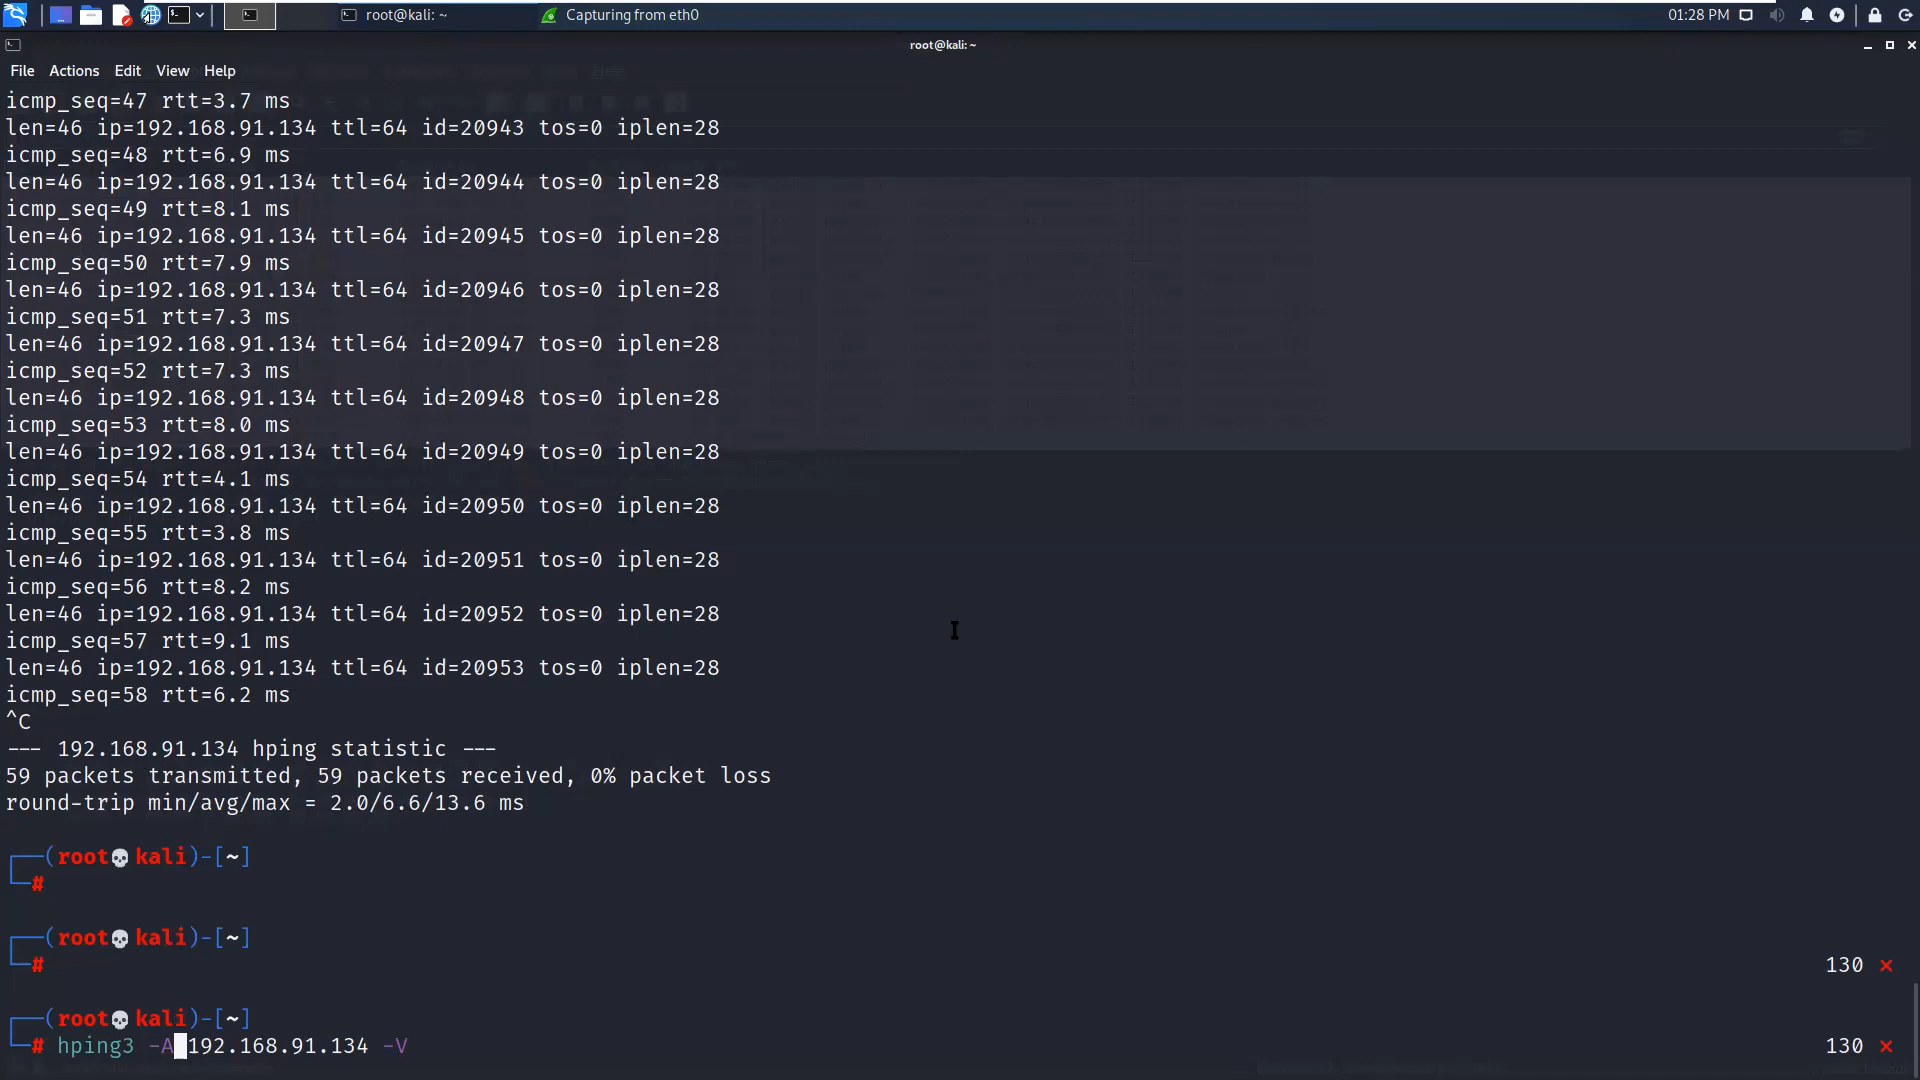 root@kali: ~
Capturing from eth0
01:28 PM
root@kali: ~
File Actions Edit View Help
icmp_seq=47 rtt=3.7 ms
len=46 ip=192.168.91.134 ttl=64 id=20943 tos=0 iplen=28
icmp_seq=48 rtt=6.9 ms
len=46 ip=192.168.91.134 ttl=64 id=20944 tos=0 iplen=28
icmp_seq=49 rtt=8.1 ms
len=46 ip=192.168.91.134 ttl=64 id=20945 tos=0 iplen=28
icmp_seq=50 rtt=7.9 ms
len=46 ip=192.168.91.134 ttl=64 id=20946 tos=0 iplen=28
icmp_seq=51 rtt=7.3 ms
len=46 ip=192.168.91.134 ttl=64 id=20947 tos=0 iplen=28
icmp_seq=52 rtt=7.3 ms
len=46 ip=192.168.91.134 ttl=64 id=20948 tos=0 iplen=28
icmp_seq=53 rtt=8.0 ms
len=46 ip=192.168.91.134 ttl=64 id=20949 tos=0 iplen=28
icmp_seq=54 rtt=4.1 ms
len=46 ip=192.168.91.134 ttl=64 id=20950 tos=0 iplen=28
icmp_seq=55 rtt=3.8 ms
len=46 ip=192.168.91.134 ttl=64 id=20951 tos=0 iplen=28
icmp_seq=56 rtt=8.2 ms
len=46 ip=192.168.91.134 ttl=64 id=20952 tos=0 iplen=28
icmp_seq=57 rtt=9.1 ms
len=46 ip=192.168.91.134 ttl=64 id=20953 tos=0 iplen=28
icmp_seq=58 rtt=6.2 ms
^C
--- 192.168.91.134 hping statistic ---
59 packets transmitted, 59 packets received, 0% packet loss
round-trip min/avg/max = 2.0/6.6/13.6 ms
┌──(root💀kali)-[~]
└─#
┌──(root💀kali)-[~]
└─# 130 ⨯
┌──(root💀kali)-[~]
└─# hping3 -A 192.168.91.134 -V 130 ⨯